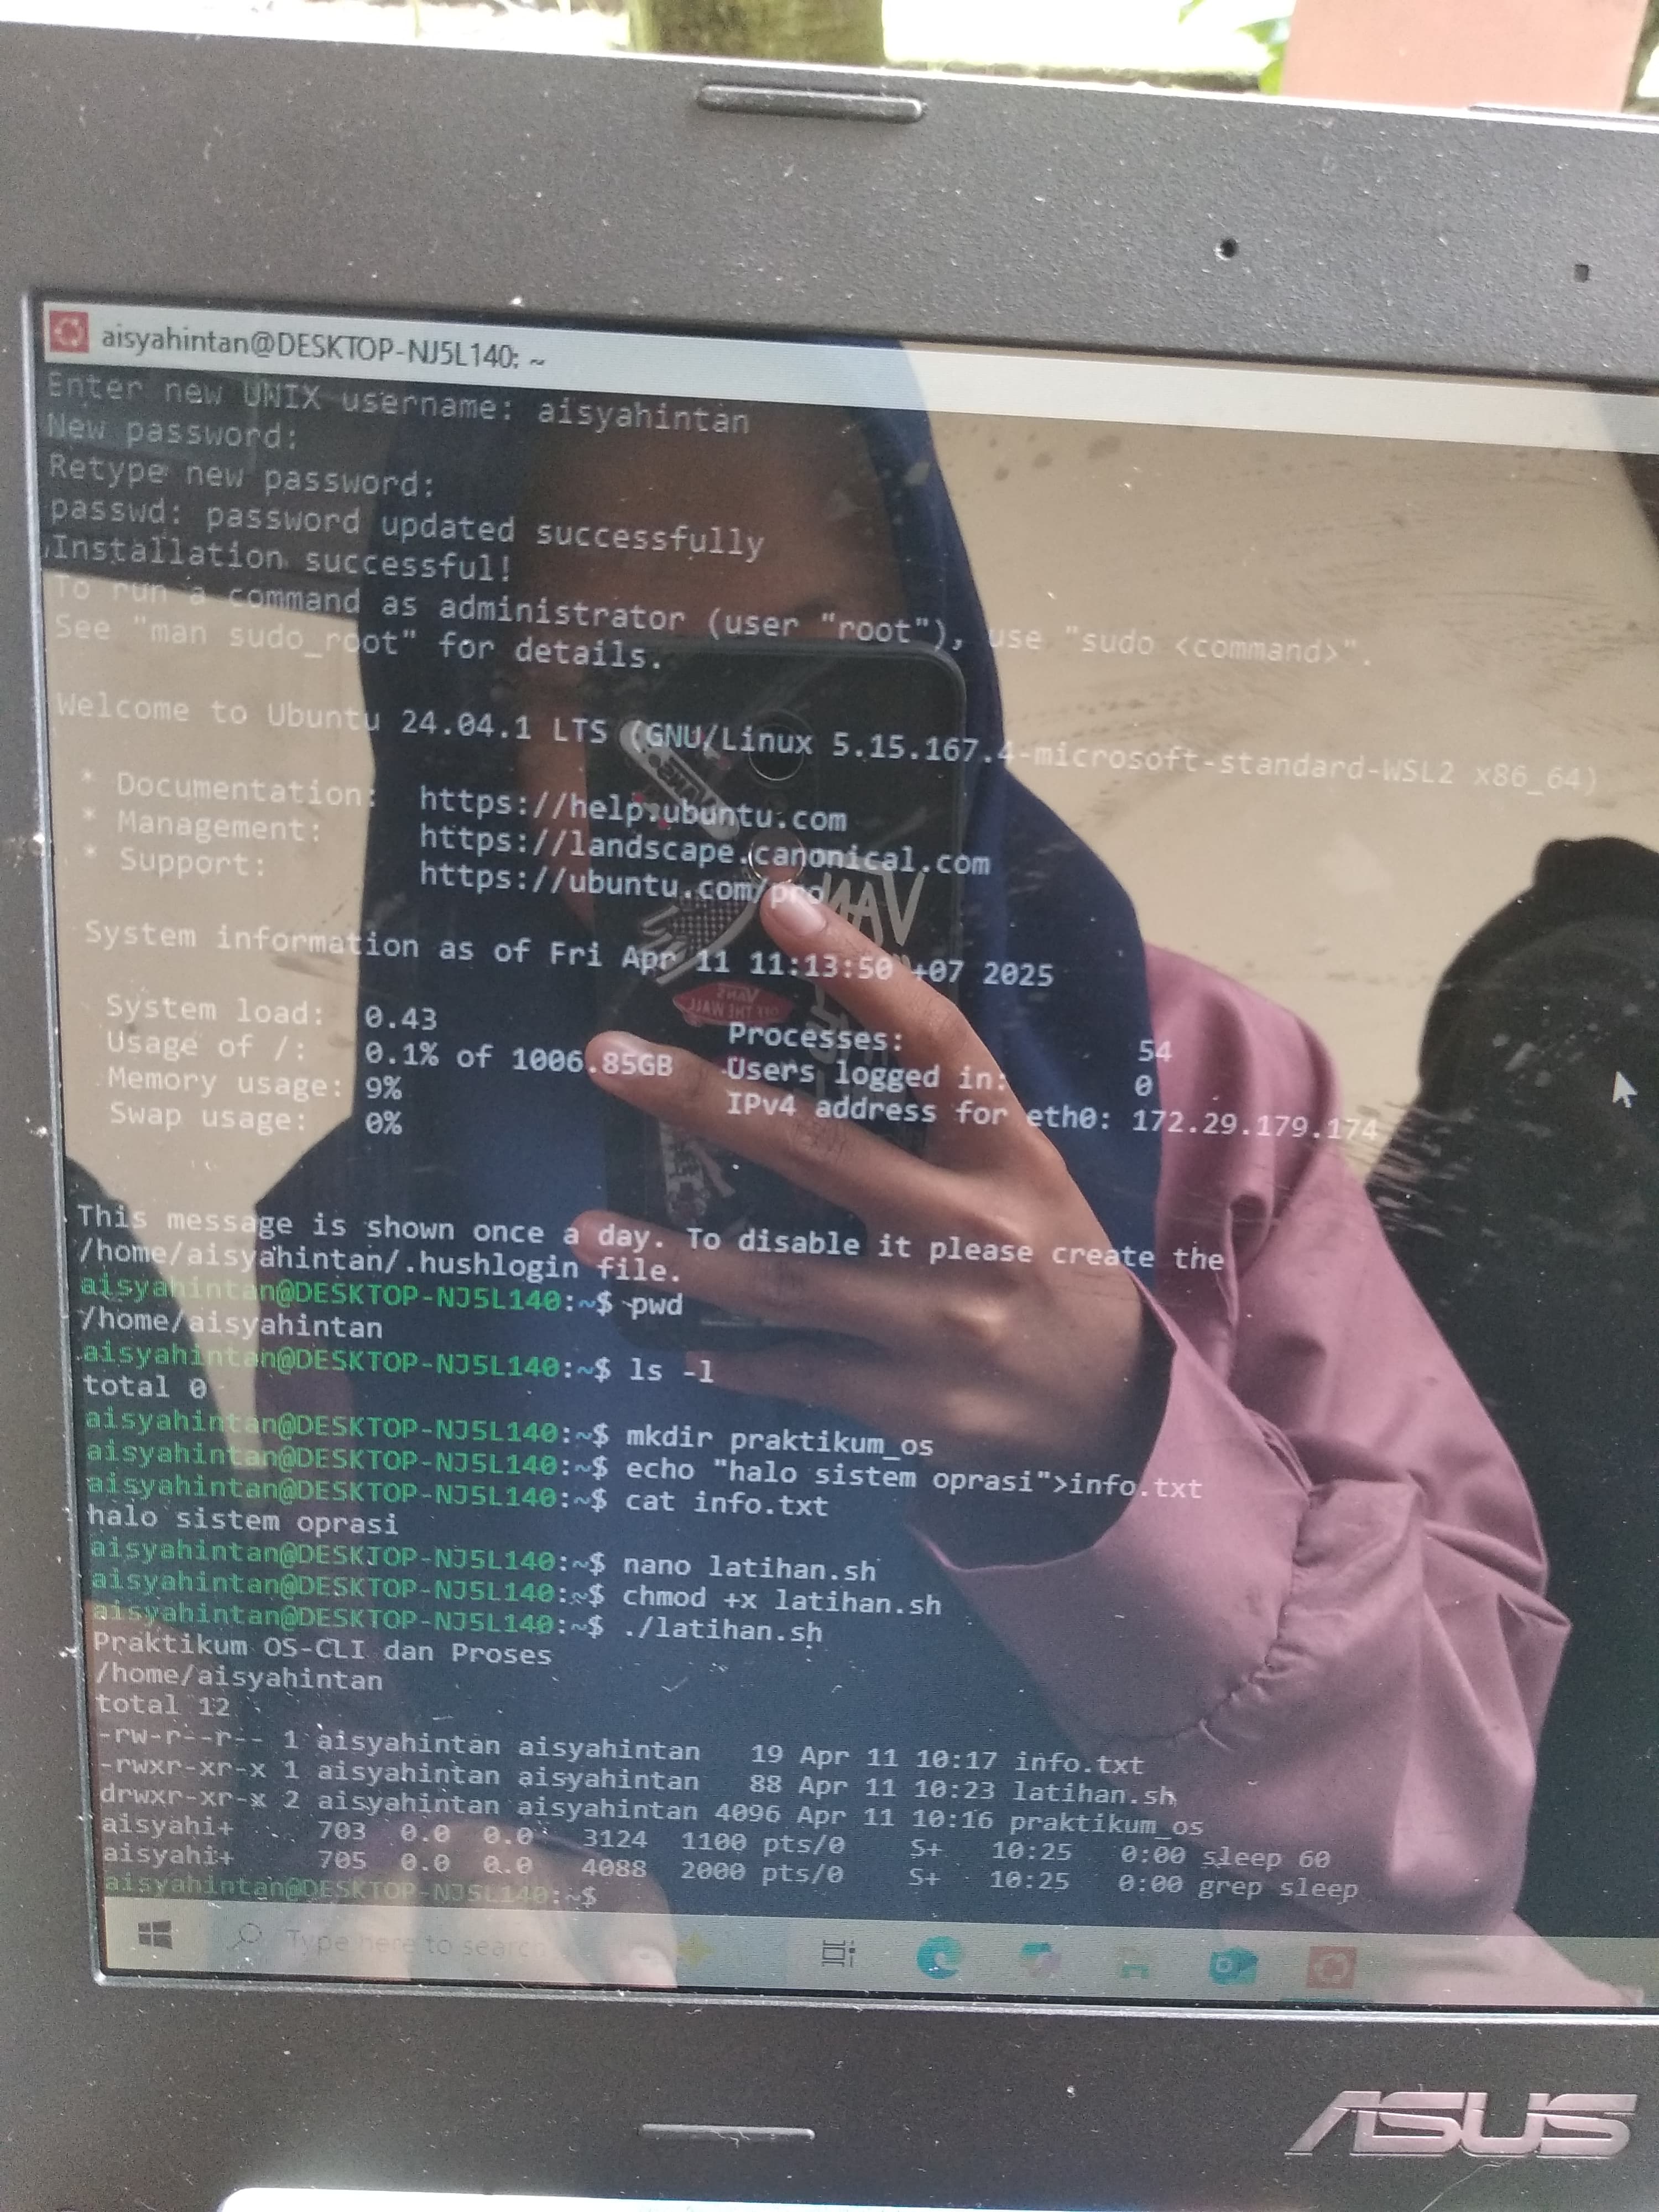 aisyahintan@DESKTOP-NJ5L140: ~
Enter new UNIX username: aisyahintan
New password:
Retype new password:
passwd: password updated successfully
Installation successful!
To run a command as administrator (user "root"), use "sudo <command>".
See "man sudo_root" for details.
Welcome to Ubuntu 24.04.1 LTS (GNU/Linux 5.15.167.4-microsoft-standard-WSL2 x86_64)
* Documentation: https://help.ubuntu.com
* Management: https://landscape.canonical.com
* Support: https://ubuntu.com/pro
System information as of Fri Apr 11 11:13:50 +07 2025
System load: 0.43 Processes: 54
Usage of /: 0.1% of 1006.85GB Users logged in: 0
Memory usage: 9% IPv4 address for eth0: 172.29.179.174
Swap usage: 0%
This message is shown once a day. To disable it please create the
/home/aisyahintan/.hushlogin file.
aisyahintan@DESKTOP-NJ5L140:~$ pwd
/home/aisyahintan
aisyahintan@DESKTOP-NJ5L140:~$ ls -l
total 0
aisyahintan@DESKTOP-NJ5L140:~$ mkdir praktikum_os
aisyahintan@DESKTOP-NJ5L140:~$ echo "halo sistem oprasi">info.txt
aisyahintan@DESKTOP-NJ5L140:~$ cat info.txt
halo sistem oprasi
aisyahintan@DESKTOP-NJ5L140:~$ nano latihan.sh
aisyahintan@DESKTOP-NJ5L140:~$ chmod +x latihan.sh
aisyahintan@DESKTOP-NJ5L140:~$ ./latihan.sh
Praktikum OS-CLI dan Proses
/home/aisyahintan
total 12
-rw-r--r-- 1 aisyahintan aisyahintan 19 Apr 11 10:17 info.txt
-rwxr-xr-x 1 aisyahintan aisyahintan 88 Apr 11 10:23 latihan.sh
drwxr-xr-x 2 aisyahintan aisyahintan 4096 Apr 11 10:16 praktikum_os
aisyahi+ 703 0.0 0.0 3124 1100 pts/0 S+ 10:25 0:00 sleep 60
aisyahi+ 705 0.0 0.0 4088 2000 pts/0 S+ 10:25 0:00 grep sleep
aisyahintan@DESKTOP-NJ5L140:~$
Type here to search
ASUS
VANS
OFF THE WALL